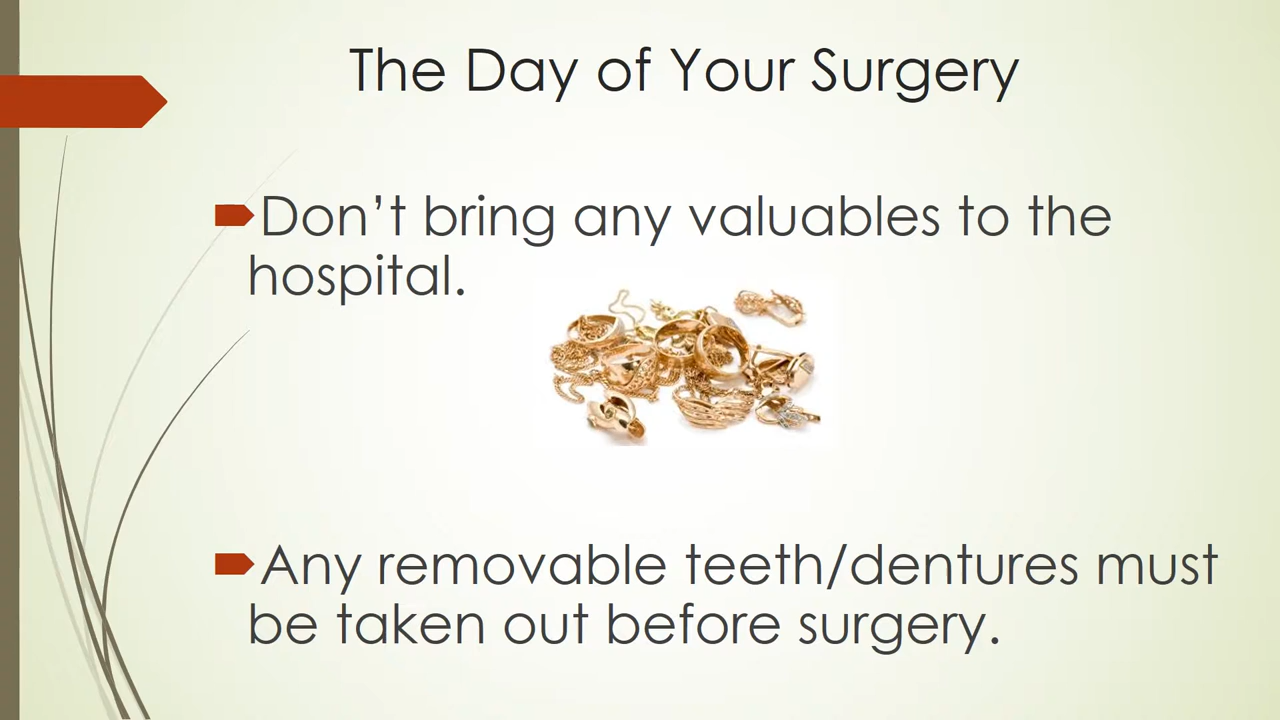 The Day of Your Surgery
Don’t bring any valuables to the
hospital.
Any removable teeth/dentures must
be taken out before surgery.